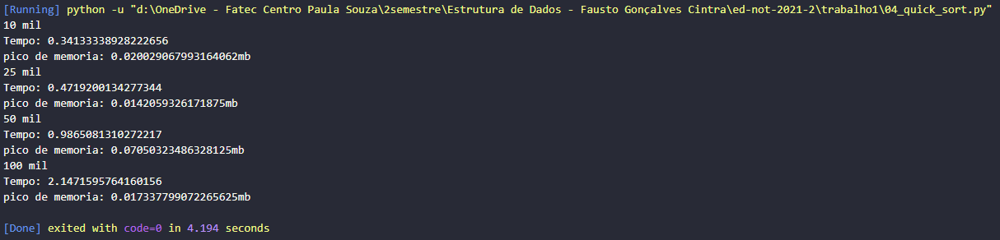 [Running] python -u "d:\OneDrive - Fatec Centro Paula Souza\2semestre\Estrutura de Dados - Fausto Gonçalves Cintra\ed-not-2021-2\trabalho1\04_quick_sort.py"
10 mil
Tempo: 0.34133338928222656
pico de memoria: 0.020029067993164062mb
25 mil
Tempo: 0.4719200134277344
pico de memoria: 0.0142059326171875mb
50 mil
Tempo: 0.9865081310272217
pico de memoria: 0.07050323486328125mb
100 mil
Tempo: 2.1471595764160156
pico de memoria: 0.017337799072265625mb
[Done] exited with code=0 in 4.194 seconds